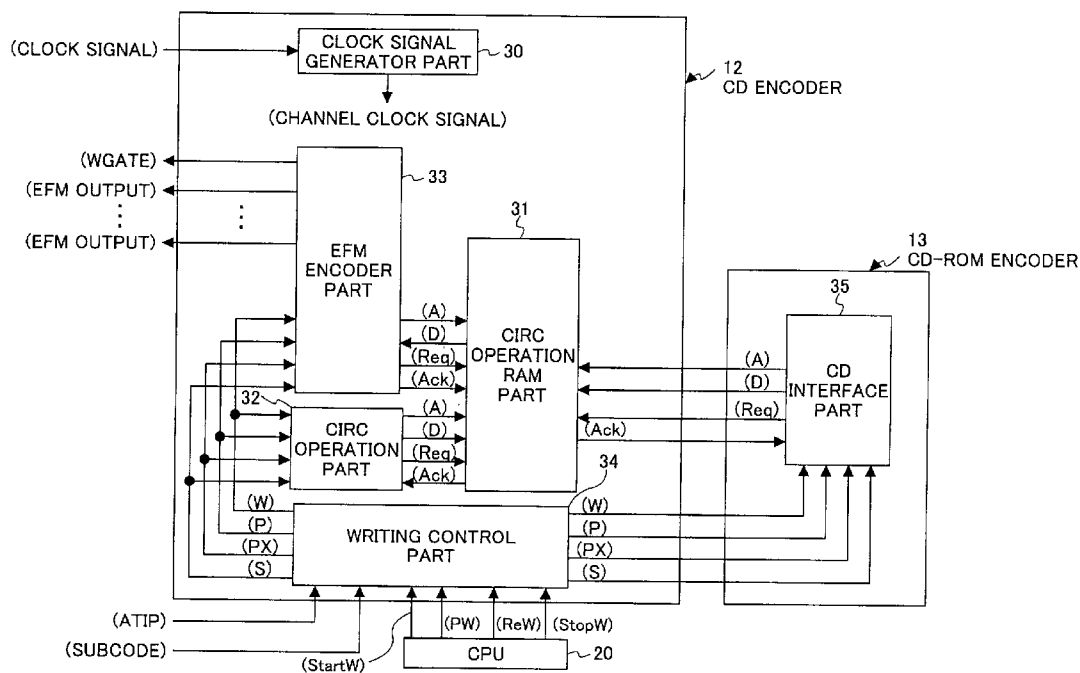 (CLOCK SIGNAL)
CLOCK SIGNAL
GENERATOR PART
30
(CHANNEL CLOCK SIGNAL)
12
CD ENCODER
(WGATE)
(EFM OUTPUT)
(EFM OUTPUT)
33
EFM
ENCODER
PART
31
CIRC
OPERATION
RAM
PART
13
CD-ROM ENCODER
35
CD
INTERFACE
PART
(A)
(D)
(Req)
(Ack)
(A)
(D)
(Req)
(Ack)
32
CIRC
OPERATION
PART
(A)
(D)
(Req)
(Ack)
34
WRITING CONTROL
PART
(W)
(P)
(PX)
(S)
(W)
(P)
(PX)
(S)
(ATIP)
(SUBCODE)
(StartW)
(PW)
(ReW)
(StopW)
CPU
20